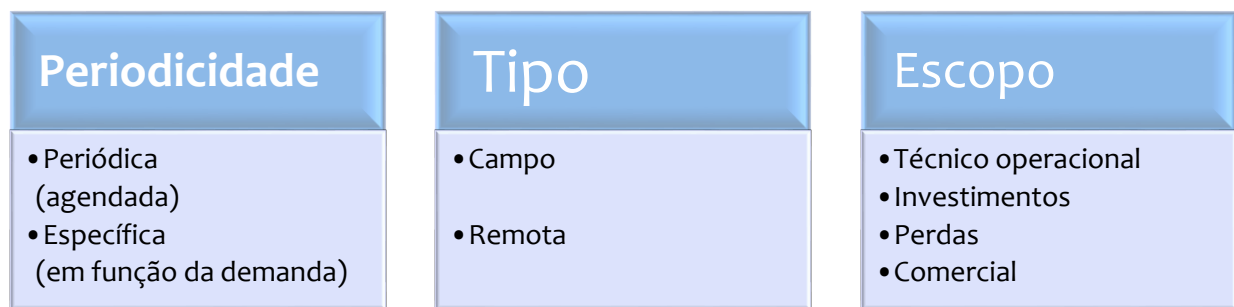 Periodicidade
•Periódica
(agendada)
•Específica
(em função da demanda)
Tipo
•Campo
•Remota
Escopo
•Técnico operacional
•Investimentos
•Perdas
•Comercial